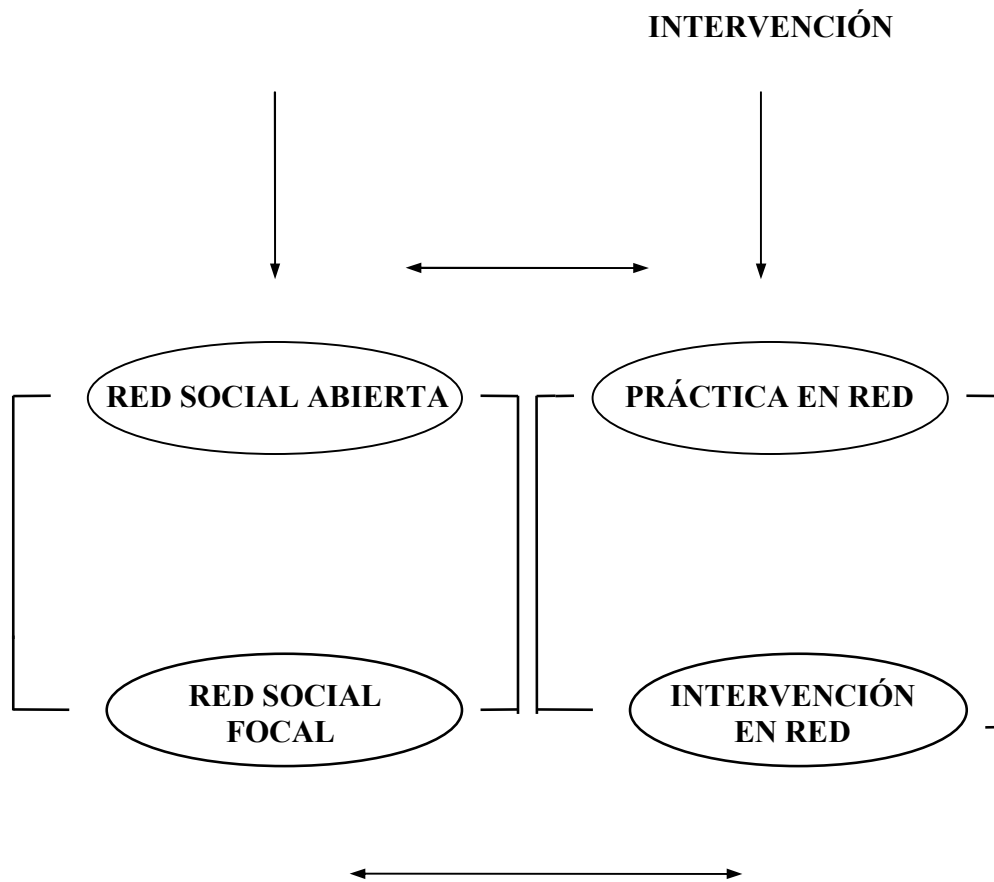 INTERVENCIÓN
RED SOCIAL ABIERTA
PRÁCTICA EN RED
RED SOCIAL
FOCAL
INTERVENCIÓN
EN RED